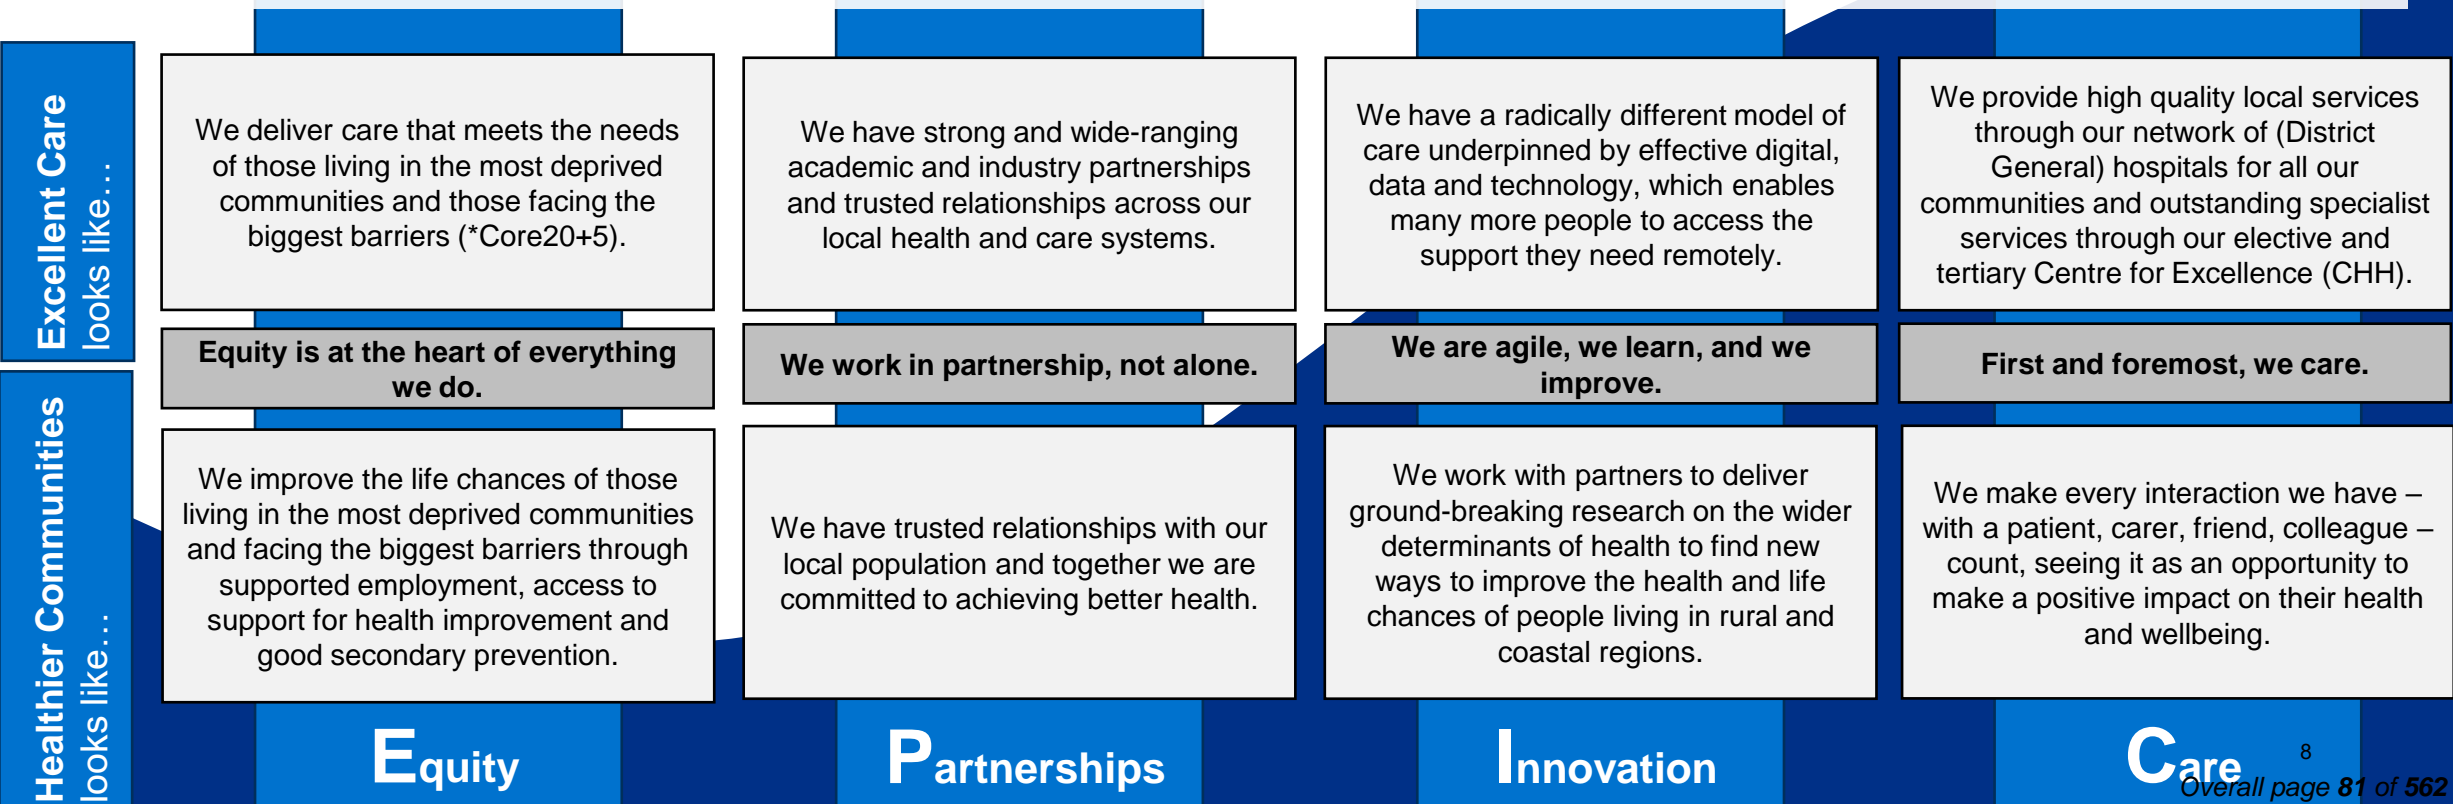 Excellent Care
looks like…
We deliver care that meets the needs
of those living in the most deprived
communities and those facing the
biggest barriers (*Core20+5).
We have strong and wide-ranging
academic and industry partnerships
and trusted relationships across our
local health and care systems.
We have a radically different model of
care underpinned by effective digital,
data and technology, which enables
many more people to access the
support they need remotely.
We provide high quality local services
through our network of (District
General) hospitals for all our
communities and outstanding specialist
services through our elective and
tertiary Centre for Excellence (CHH).
Equity is at the heart of everything
we do.
We work in partnership, not alone.
We are agile, we learn, and we
improve.
First and foremost, we care.
Healthier Communities
looks like…
We improve the life chances of those
living in the most deprived communities
and facing the biggest barriers through
supported employment, access to
support for health improvement and
good secondary prevention.
We have trusted relationships with our
local population and together we are
committed to achieving better health.
We work with partners to deliver
ground-breaking research on the wider
determinants of health to find new
ways to improve the health and life
chances of people living in rural and
coastal regions.
We make every interaction we have –
with a patient, carer, friend, colleague –
count, seeing it as an opportunity to
make a positive impact on their health
and wellbeing.
Equity
Partnerships
Innovation
Care
8
Overall page 81 of 562